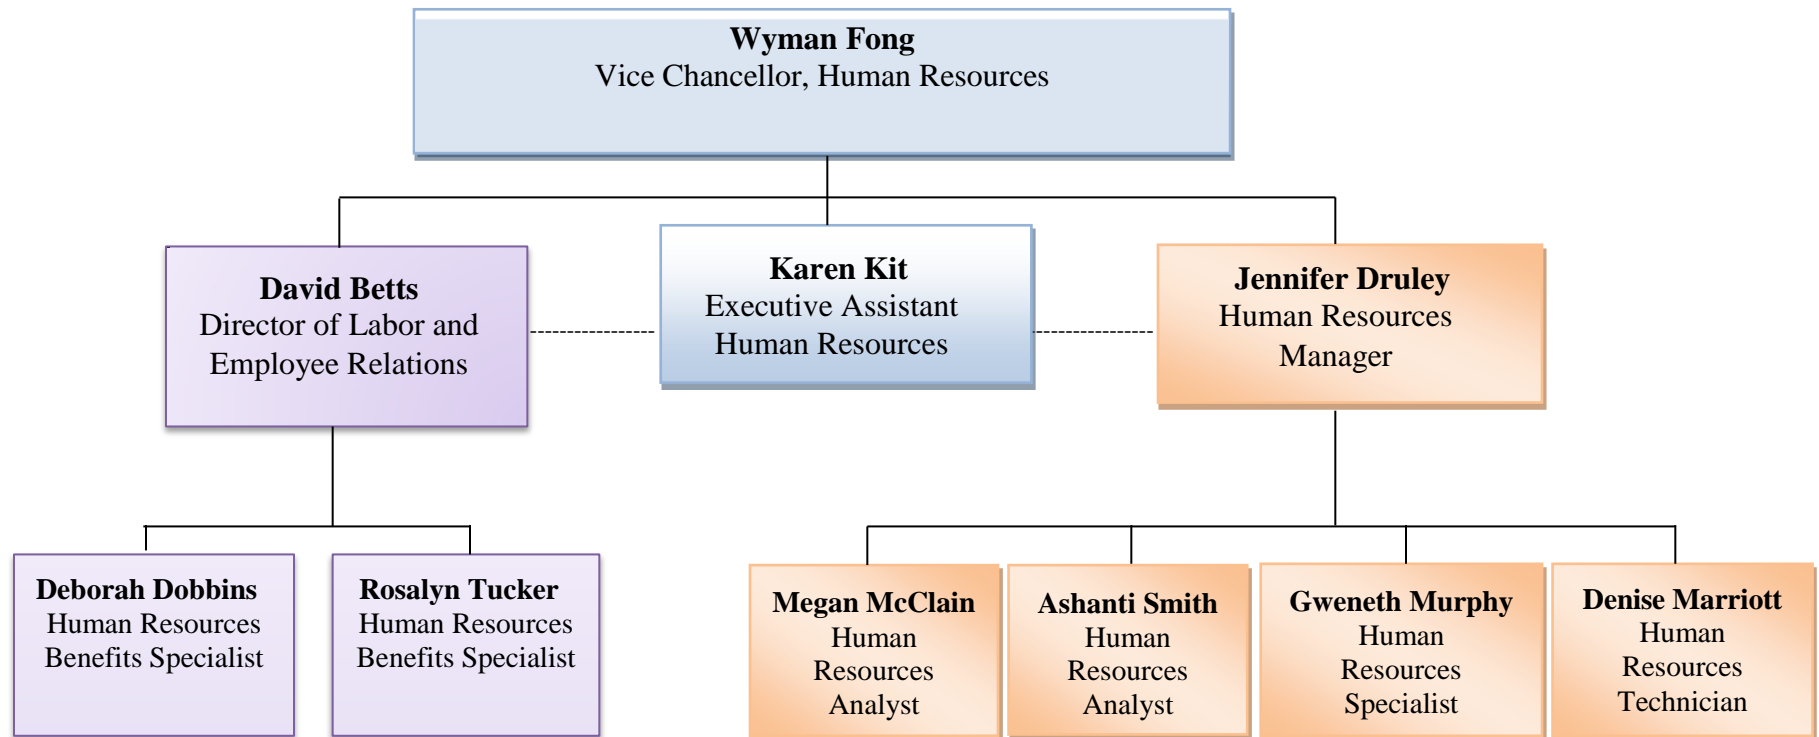 Wyman Fong
Vice Chancellor, Human Resources
David Betts
Director of Labor and
Employee Relations
Karen Kit
Executive Assistant
Human Resources
Jennifer Druley
Human Resources
Manager
Deborah Dobbins
Human Resources
Benefits Specialist
Rosalyn Tucker
Human Resources
Benefits Specialist
Megan McClain
Human
Resources
Analyst
Ashanti Smith
Human
Resources
Analyst
Gweneth Murphy
Human
Resources
Specialist
Denise Marriott
Human
Resources
Technician